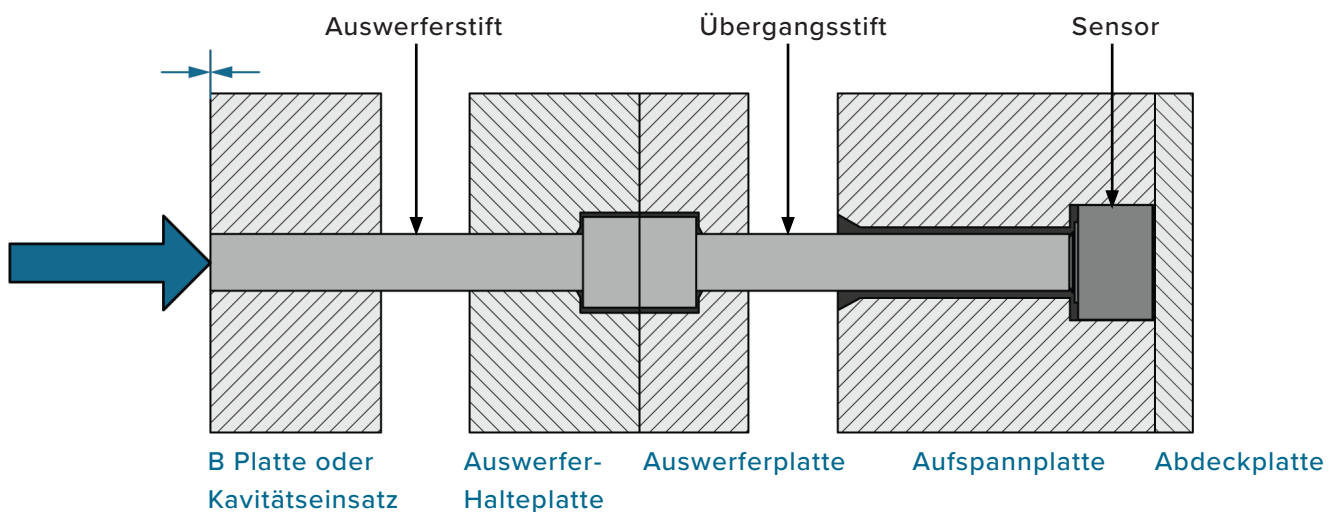 Auswerferstift
Übergangsstift
Sensor
B Platte oder
Kavitätseinsatz
Auswerfer-
Halteplatte
Auswerferplatte
Aufspannplatte
Abdeckplatte